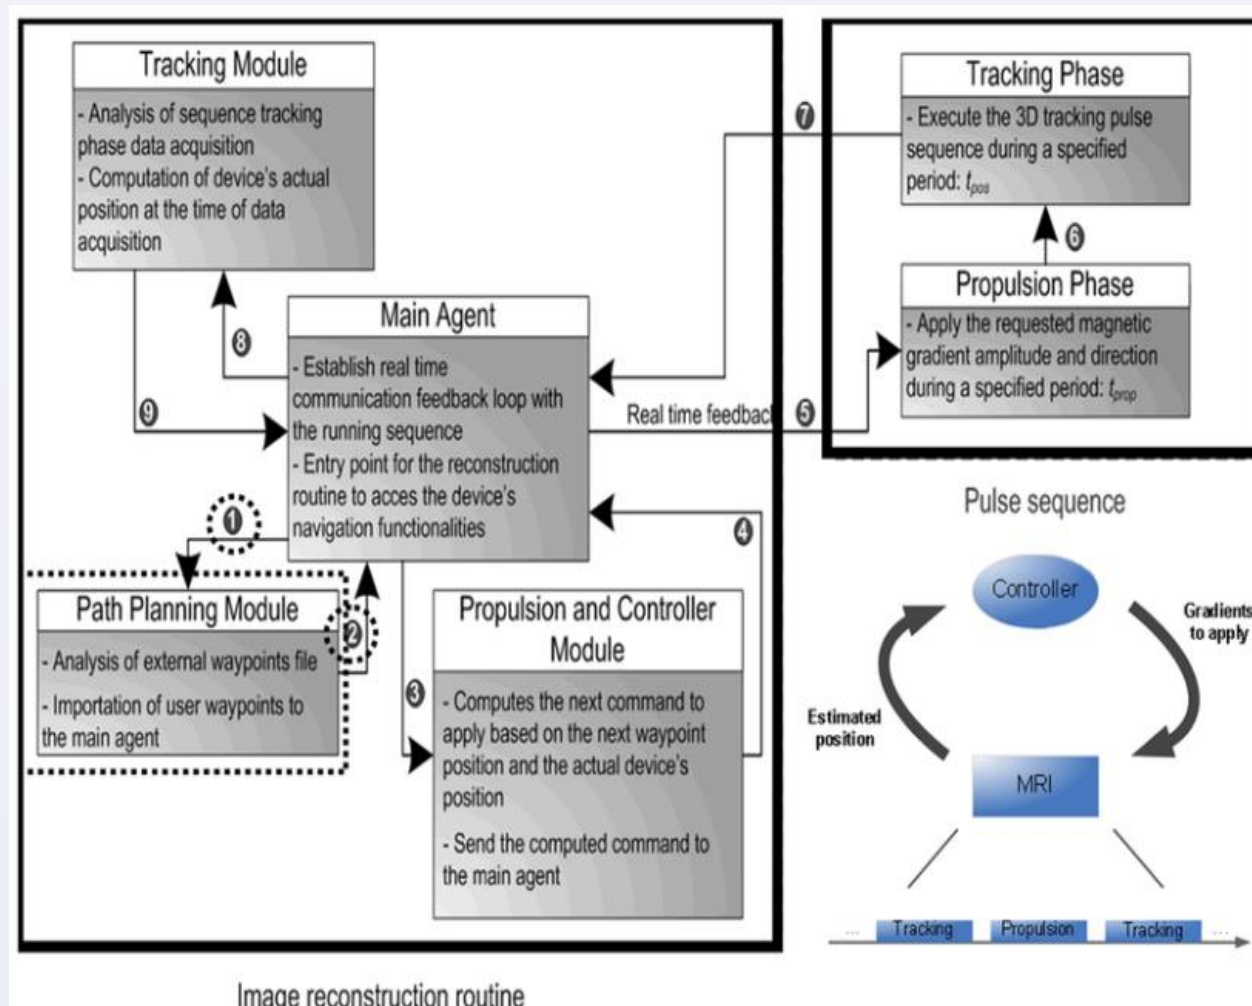 Tracking Module
- Analysis of sequence tracking
phase data acquisition
- Computation of device's actual
position at the time of data
acquisition
8
9
Main Agent
- Establish real time
communication feedback loop with
the running sequence
- Entry point for the reconstruction
routine to acces the device's
navigation functionalities
1
Path Planning Module
- Analysis of external waypoints file
- Importation of user waypoints to
the main agent
2
3
Propulsion and Controller
Module
- Computes the next command to
apply based on the next waypoint
position and the actual device's
position
- Send the computed command to
the main agent
4
Real time feedback
5
7
Image reconstruction routine
Tracking Phase
- Execute the 3D tracking pulse
sequence during a specified
period: tpos
6
Propulsion Phase
- Apply the requested magnetic
gradient amplitude and direction
during a specified period: tprop
Pulse sequence
Controller
Gradients
to apply
Estimated
position
MRI
... Tracking Propulsion Tracking ...